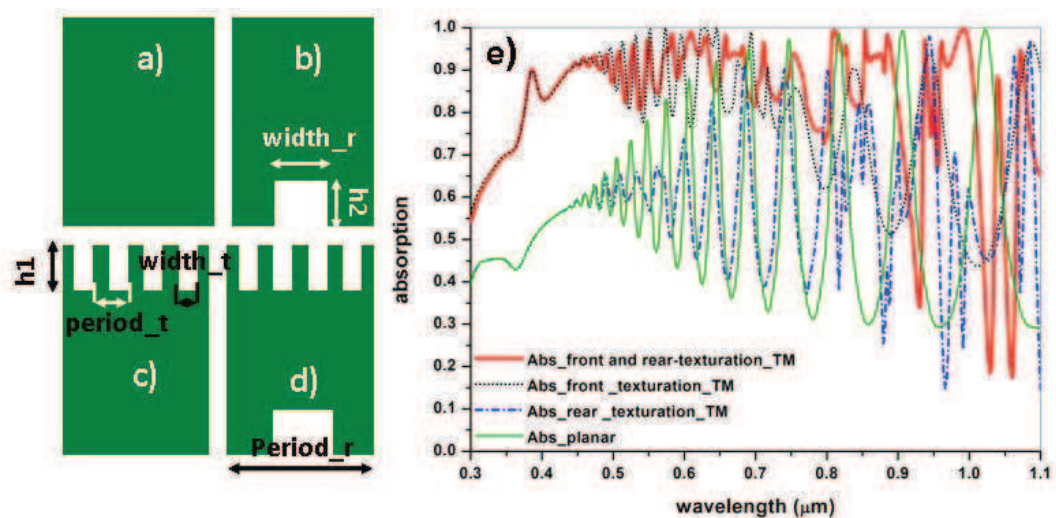 a)
b)
width_r
h2
h1
width_t
period_t
c)
d)
Period_r
e)
absorption
1.0
0.9
0.8
0.7
0.6
0.5
0.4
0.3
0.2
0.1
0.0
Abs_front and rear-texturation_TM
Abs_front _texturation_TM
Abs_rear _texturation_TM
Abs_planar
0.3 0.4 0.5 0.6 0.7 0.8 0.9 1.0 1.1
wavelength (μm)